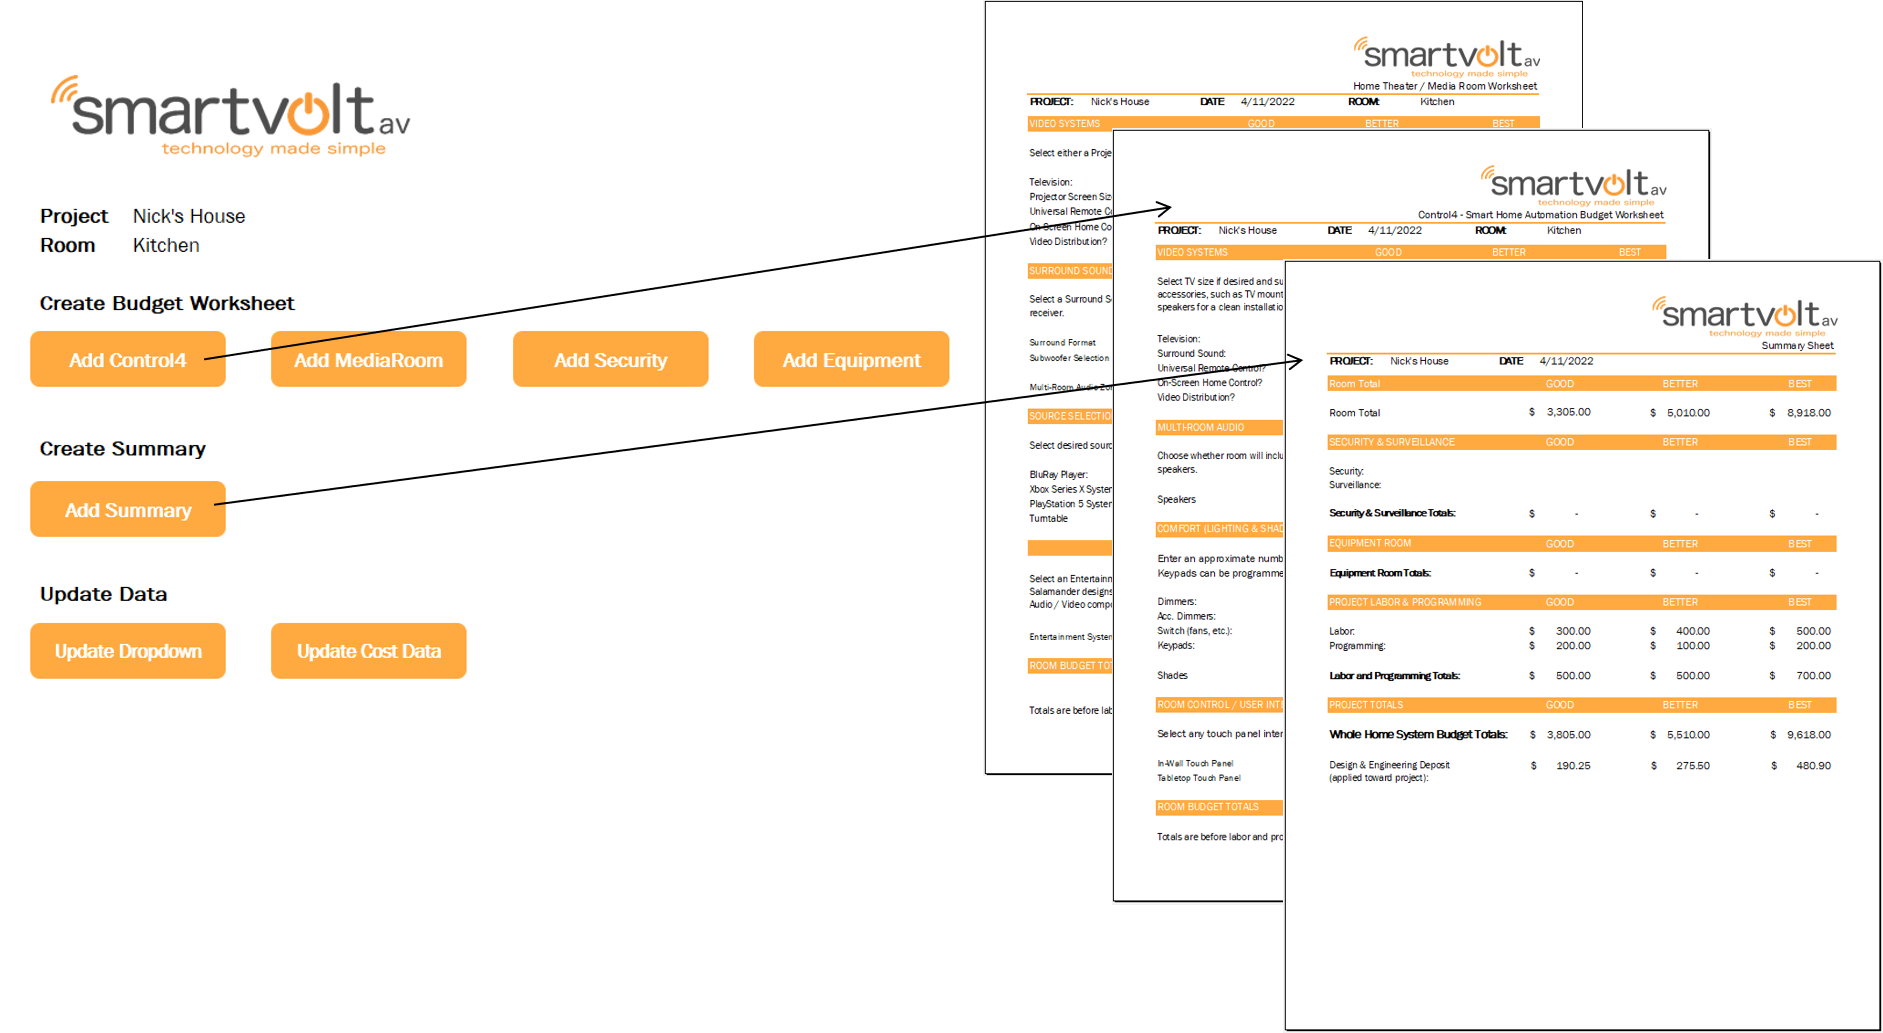 smartvolt av
technology made simple
Project Nick's House
Room Kitchen
Create Budget Worksheet
Add Control4 Add MediaRoom Add Security Add Equipment
Create Summary
Add Summary
Update Data
Update Dropdown Update Cost Data
smartvolt av
technology made simple
Home Theater / Media Room Worksheet
PROJECT: Nick's House DATE 4/11/2022 ROOM: Kitchen
VIDEO SYSTEMS GOOD BETTER BEST
Select either a Proje
Television:
Projector Screen Siz
Universal Remote C
On-Screen Home Co
Video Distribution?
SURROUND SOUND
Select a Surround S
receiver.
Surround Format
Subwoofer Selection
Multi-Room Audio Zon
SOURCE SELECTIO
Select desired sourc
BluRay Player:
Xbox Series X System
PlayStation 5 System
Turntable
Select an Entertainm
Salamander designs
Audio / Video compo
Entertainment System
ROOM BUDGET TOT
Totals are before lab
smartvolt av
technology made simple
Control4 - Smart Home Automation Budget Worksheet
PROJECT: Nick's House DATE 4/11/2022 ROOM: Kitchen
VIDEO SYSTEMS GOOD BETTER BEST
Select TV size if desired and su
accessories, such as TV mount
speakers for a clean installatio
Television:
Surround Sound:
Universal Remote Control?
On-Screen Home Control?
Video Distribution?
MULTI-ROOM AUDIO
Choose whether room will inclu
speakers.
Speakers
COMFORT (LIGHTING & SHAD
Enter an approximate numb
Keypads can be programme
Dimmers:
Acc. Dimmers:
Switch (fans, etc.):
Keypads:
Shades
ROOM CONTROL / USER INT
Select any touch panel inter
In-Wall Touch Panel
Tabletop Touch Panel
ROOM BUDGET TOTALS
Totals are before labor and pro
smartvolt av
technology made simple
Summary Sheet
PROJECT: Nick's House DATE 4/11/2022
Room Total GOOD BETTER BEST
Room Total $ 3,305.00 $ 5,010.00 $ 8,918.00
SECURITY & SURVEILLANCE GOOD BETTER BEST
Security:
Surveillance:
Security & Surveillance Totals: $ - $ - $ -
EQUIPMENT ROOM GOOD BETTER BEST
Equipment Room Totals: $ - $ - $ -
PROJECT LABOR & PROGRAMMING GOOD BETTER BEST
Labor: $ 300.00 $ 400.00 $ 500.00
Programming: $ 200.00 $ 100.00 $ 200.00
Labor and Programming Totals: $ 500.00 $ 500.00 $ 700.00
PROJECT TOTALS GOOD BETTER BEST
Whole Home System Budget Totals: $ 3,805.00 $ 5,510.00 $ 9,618.00
Design & Engineering Deposit $ 190.25 $ 275.50 $ 480.90
(applied toward project):